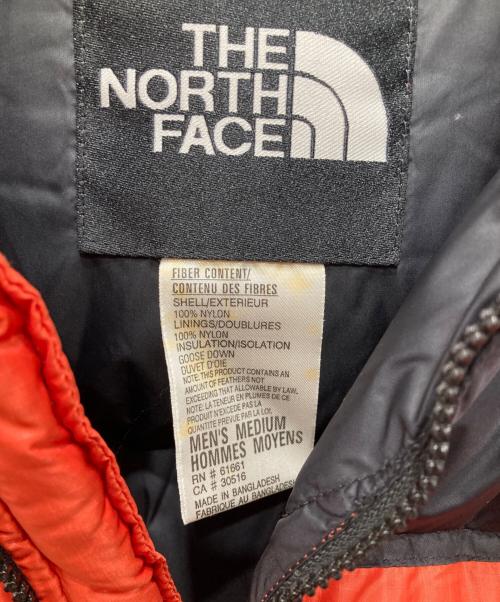 THE
NORTH
FACE
FIBER CONTENT/
CONTENU DES FIBRES
SHELL/EXTERIEUR
100% NYLON
LININGS/DOUBLURES
100% NYLON
INSULATION/ISOLATION
GOOSE DOWN
DUVET D'OIE
NOTE: THIS PRODUCT CONTAINS AN
AMOUNT OF FEATHERS NOT
EXCEEDING THAT ALLOWABLE BY LAW.
NOTE: LA TENEUR EN PLUMES DE CE
PRODUIT N'EXCEDE PAS LA
QUANTITE PREVUE PAR LA LOI.
MEN'S MEDIUM
HOMMES MOYENS
RN # 61661
CA # 30516
MADE IN BANGLADESH
FABRIQUE AU BANGLADESH